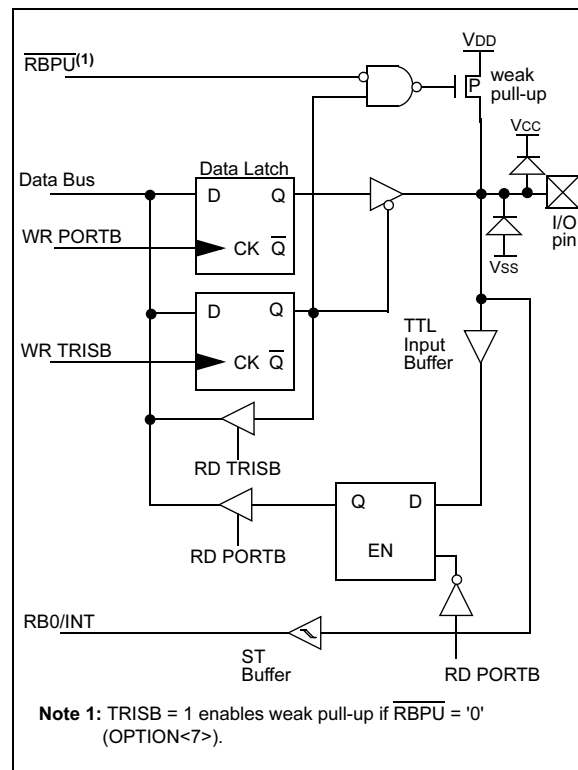 VDD
RBPU(1)
P
weak
pull-up
VCC
Data Bus
Data Latch
D Q
WR PORTB
CK Q
I/O
pin
VSS
D Q
WR TRISB
CK Q
TTL
Input
Buffer
RD TRISB
Q D
EN
RD PORTB
RB0/INT
ST
Buffer
RD PORTB
Note 1: TRISB = 1 enables weak pull-up if RBPU = '0'
(OPTION<7>).